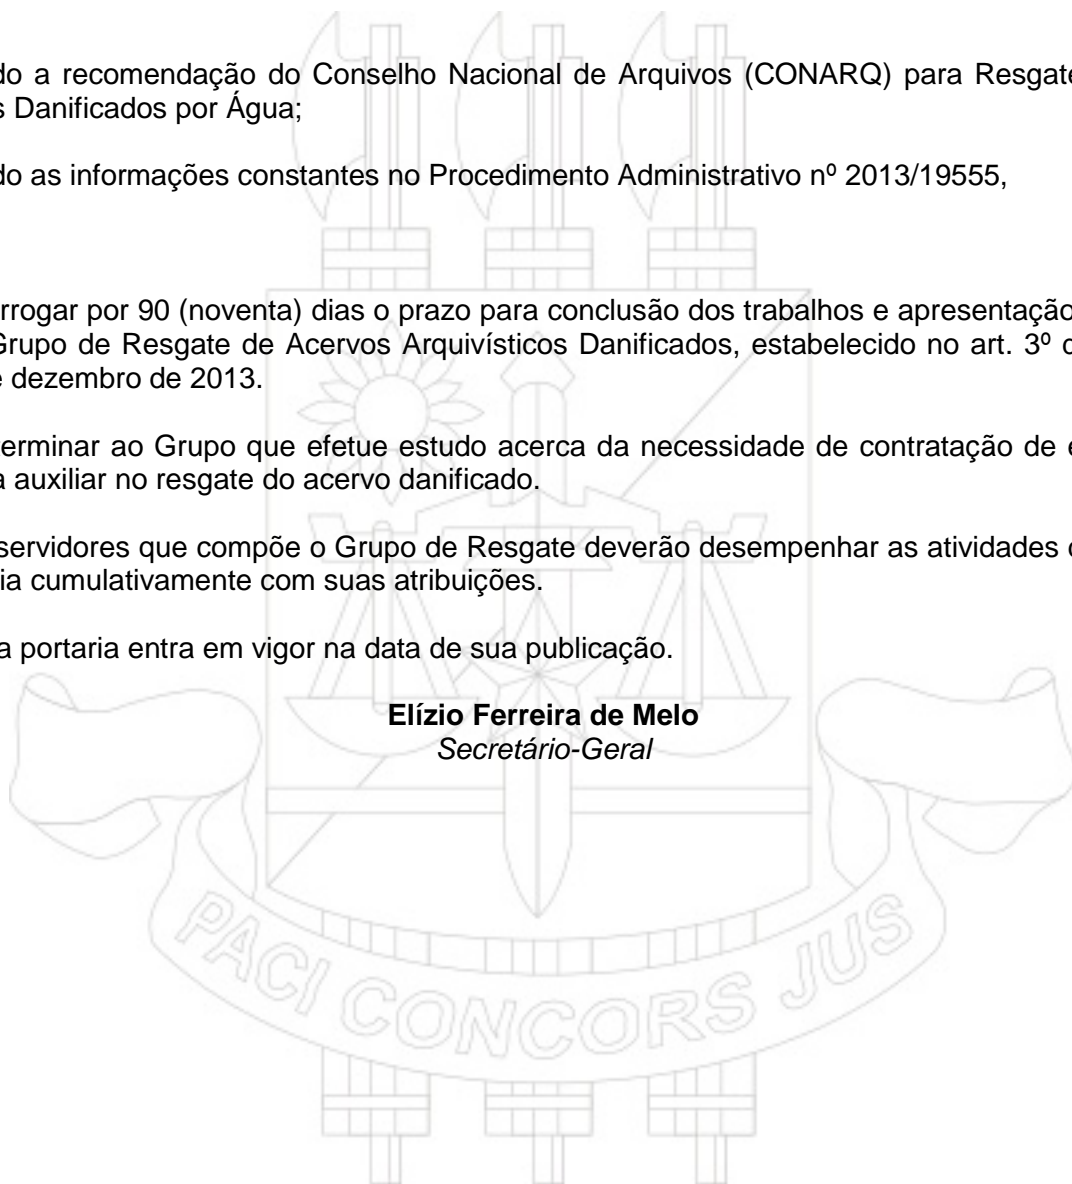 do a recomendação do Conselho Nacional de Arquivos (CONARQ) para Resgate
s Danificados por Água;
do as informações constantes no Procedimento Administrativo nº 2013/19555,
rrogar por 90 (noventa) dias o prazo para conclusão dos trabalhos e apresentação
Grupo de Resgate de Acervos Arquivísticos Danificados, estabelecido no art. 3º
e dezembro de 2013.
erminar ao Grupo que efetue estudo acerca da necessidade de contratação de e
a auxiliar no resgate do acervo danificado.
servidores que compõe o Grupo de Resgate deverão desempenhar as atividades
ia cumulativamente com suas atribuições.
a portaria entra em vigor na data de sua publicação.
Elízio Ferreira de Melo
Secretário-Geral
PACI CONCORS JUS